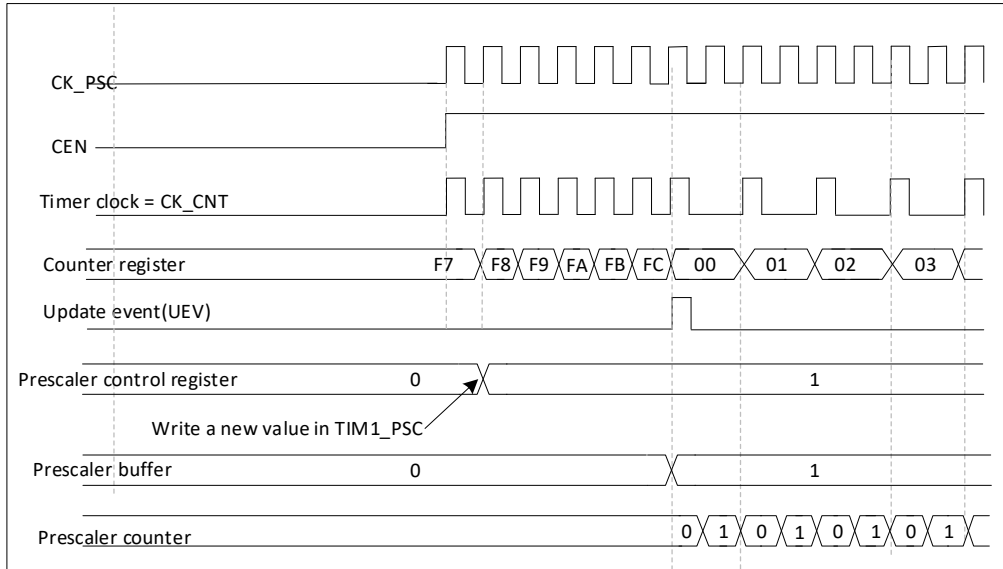 CK_PSC
CEN
Timer clock = CK_CNT
Counter register F7 F8 F9 FA FB FC 00 01 02 03
Update event(UEV)
Prescaler control register 0 1
Write a new value in TIM1_PSC
Prescaler buffer 0 1
Prescaler counter 0 1 0 1 0 1 0 1